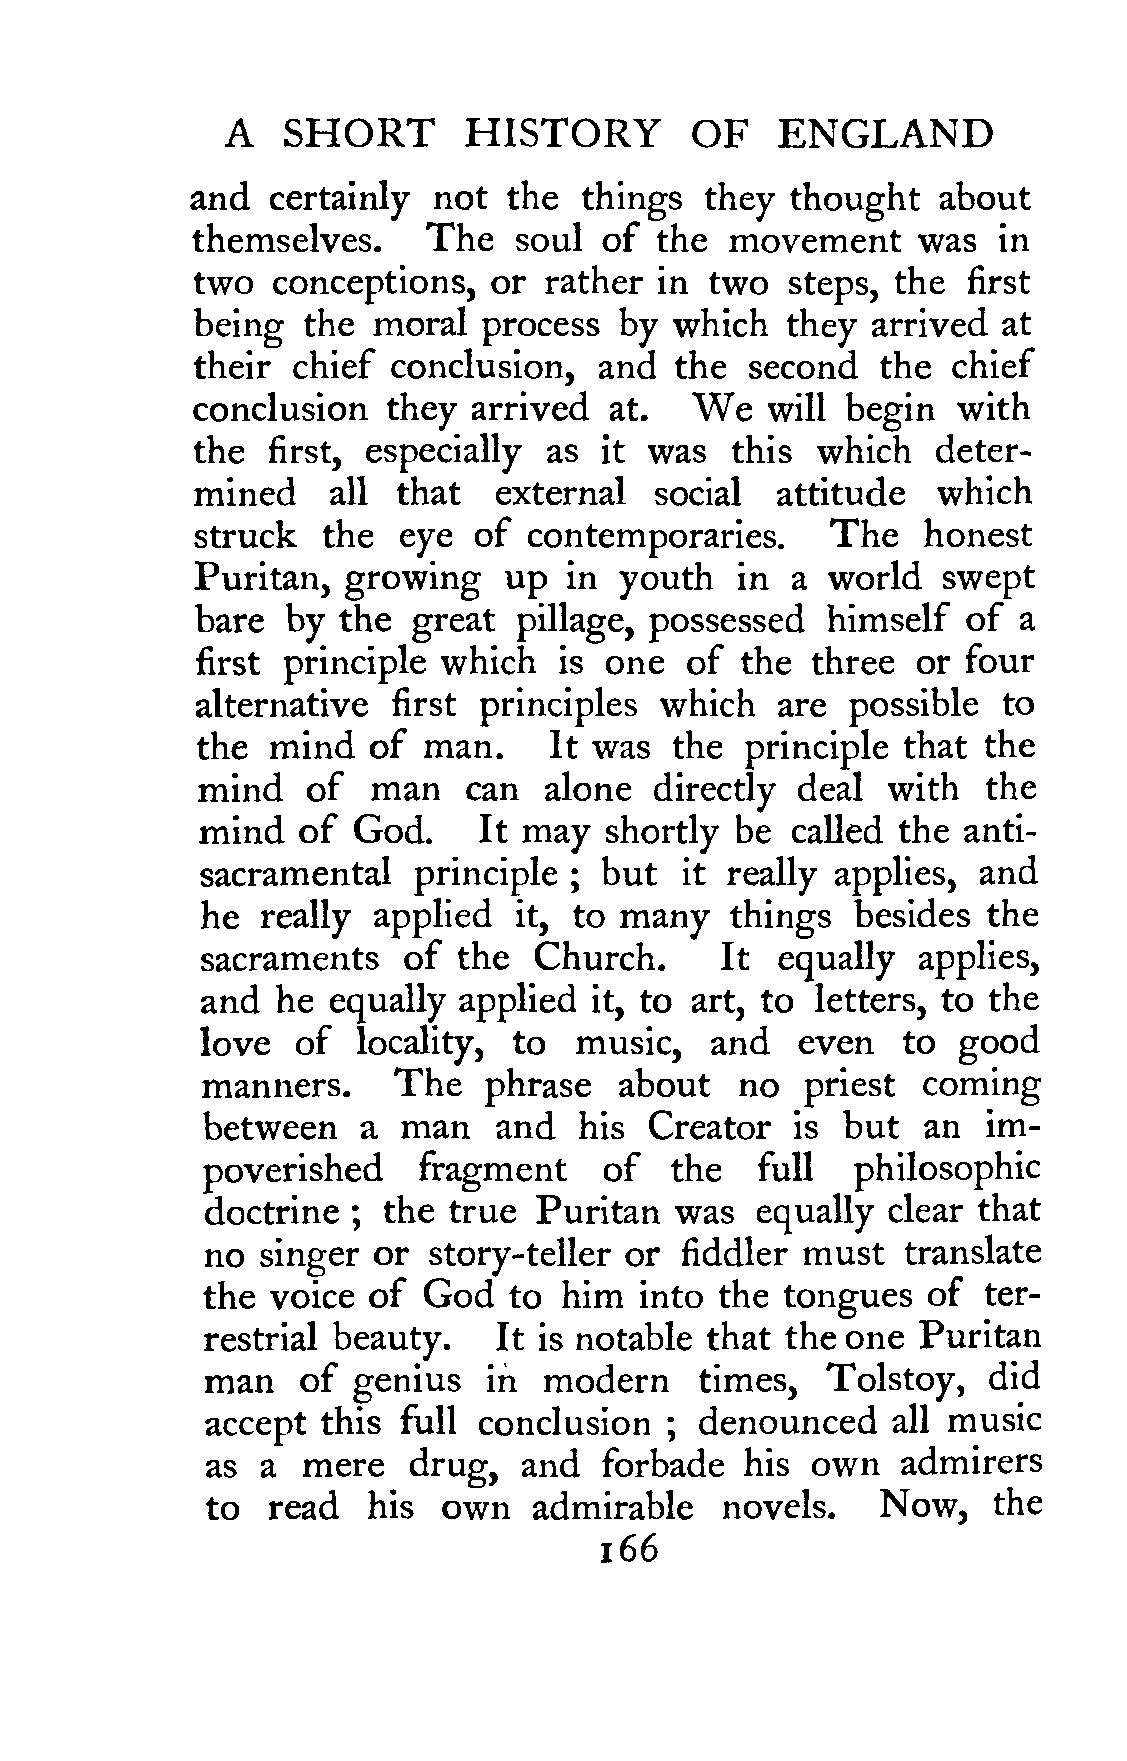 A SHORT HISTORY OF ENGLAND
and certainly not the things they thought about
themselves. The soul of the movement was in
two conceptions, or rather in two steps, the first
being the moral process by which they arrived at
their chief conclusion, and the second the chief
conclusion they arrived at. We will begin with
the first, especially as it was this which deter-
mined all that external social attitude which
struck the eye of contemporaries. The honest
Puritan, growing up in youth in a world swept
bare by the great pillage, possessed himself of a
first principle which is one of the three or four
alternative first principles which are possible to
the mind of man. It was the principle that the
mind of man can alone directly deal with the
mind of God. It may shortly be called the anti-
sacramental principle ; but it really applies, and
he really applied it, to many things besides the
sacraments of the Church. It equally applies,
and he equally applied it, to art, to letters, to the
love of locality, to music, and even to good
manners. The phrase about no priest coming
between a man and his Creator is but an im-
poverished fragment of the full philosophic
doctrine ; the true Puritan was equally clear that
no singer or story-teller or fiddler must translate
the voice of God to him into the tongues of ter-
restrial beauty. It is notable that the one Puritan
man of genius in modern times, Tolstoy, did
accept this full conclusion ; denounced all music
as a mere drug, and forbade his own admirers
to read his own admirable novels. Now, the
166